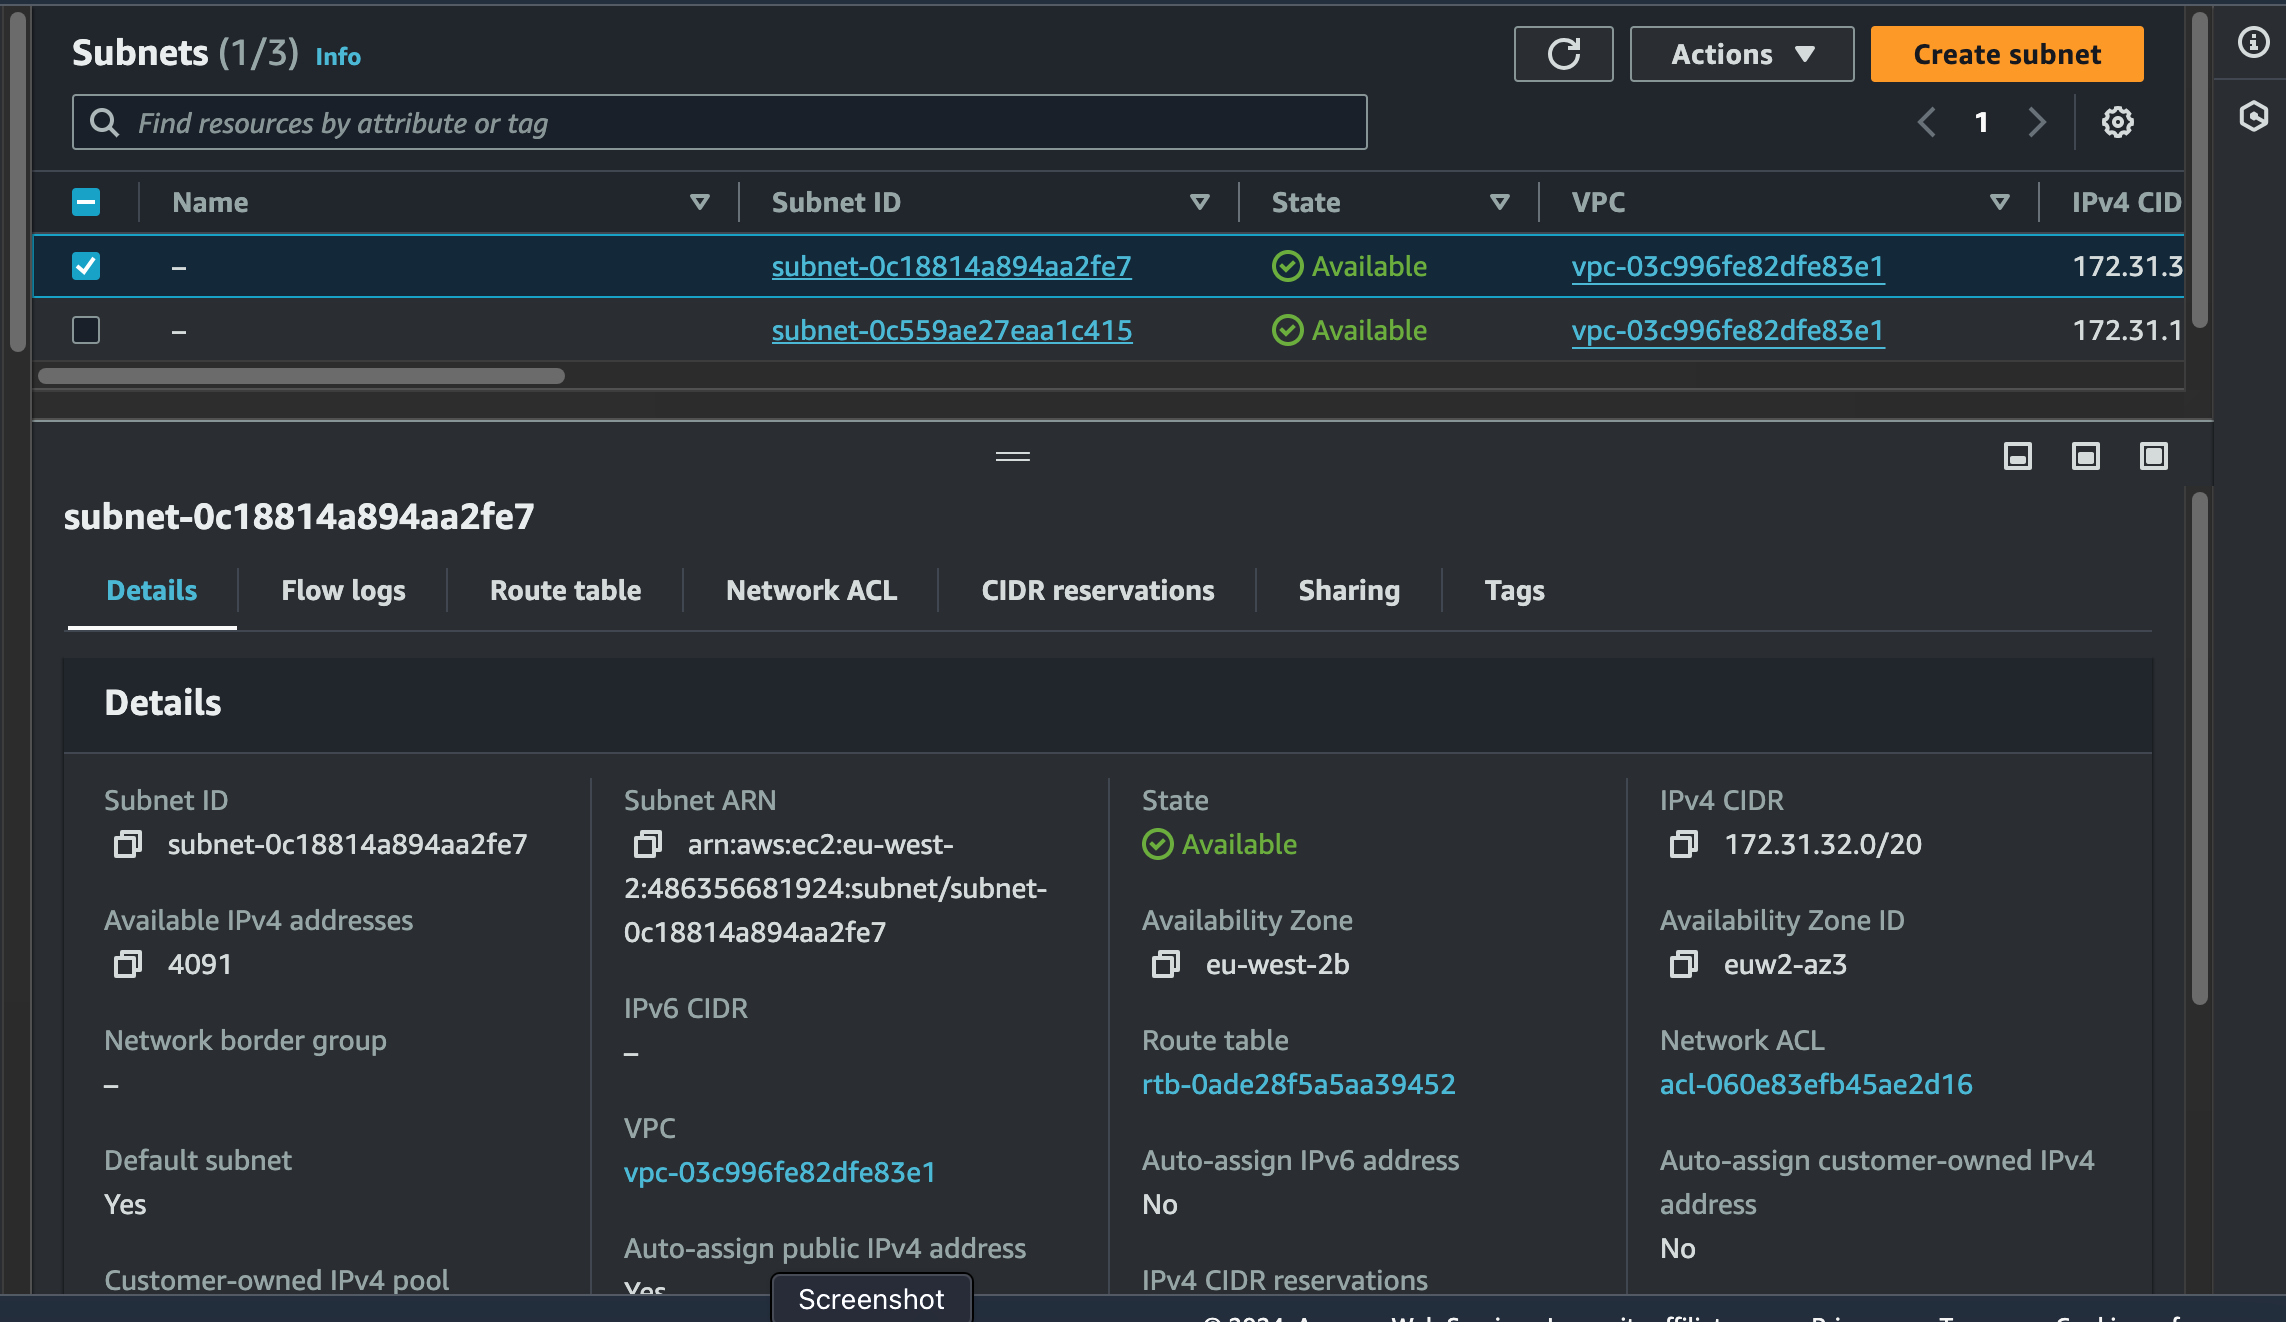 Subnets (1/3) Info
Actions
Create subnet
Find resources by attribute or tag
1
Name
Subnet ID
State
VPC
IPv4 CID
–
subnet-0c18814a894aa2fe7
Available
vpc-03c996fe82dfe83e1
172.31.3
–
subnet-0c559ae27eaa1c415
Available
vpc-03c996fe82dfe83e1
172.31.1
subnet-0c18814a894aa2fe7
Details
Flow logs
Route table
Network ACL
CIDR reservations
Sharing
Tags
Details
Subnet ID
subnet-0c18814a894aa2fe7
Available IPv4 addresses
4091
Network border group
–
Default subnet
Yes
Customer-owned IPv4 pool
Subnet ARN
arn:aws:ec2:eu-west-
2:486356681924:subnet/subnet-
0c18814a894aa2fe7
IPv6 CIDR
–
VPC
vpc-03c996fe82dfe83e1
Auto-assign public IPv4 address
Yes
State
Available
Availability Zone
eu-west-2b
Route table
rtb-0ade28f5a5aa39452
Auto-assign IPv6 address
No
IPv4 CIDR reservations
IPv4 CIDR
172.31.32.0/20
Availability Zone ID
euw2-az3
Network ACL
acl-060e83efb45ae2d16
Auto-assign customer-owned IPv4
address
No
Screenshot